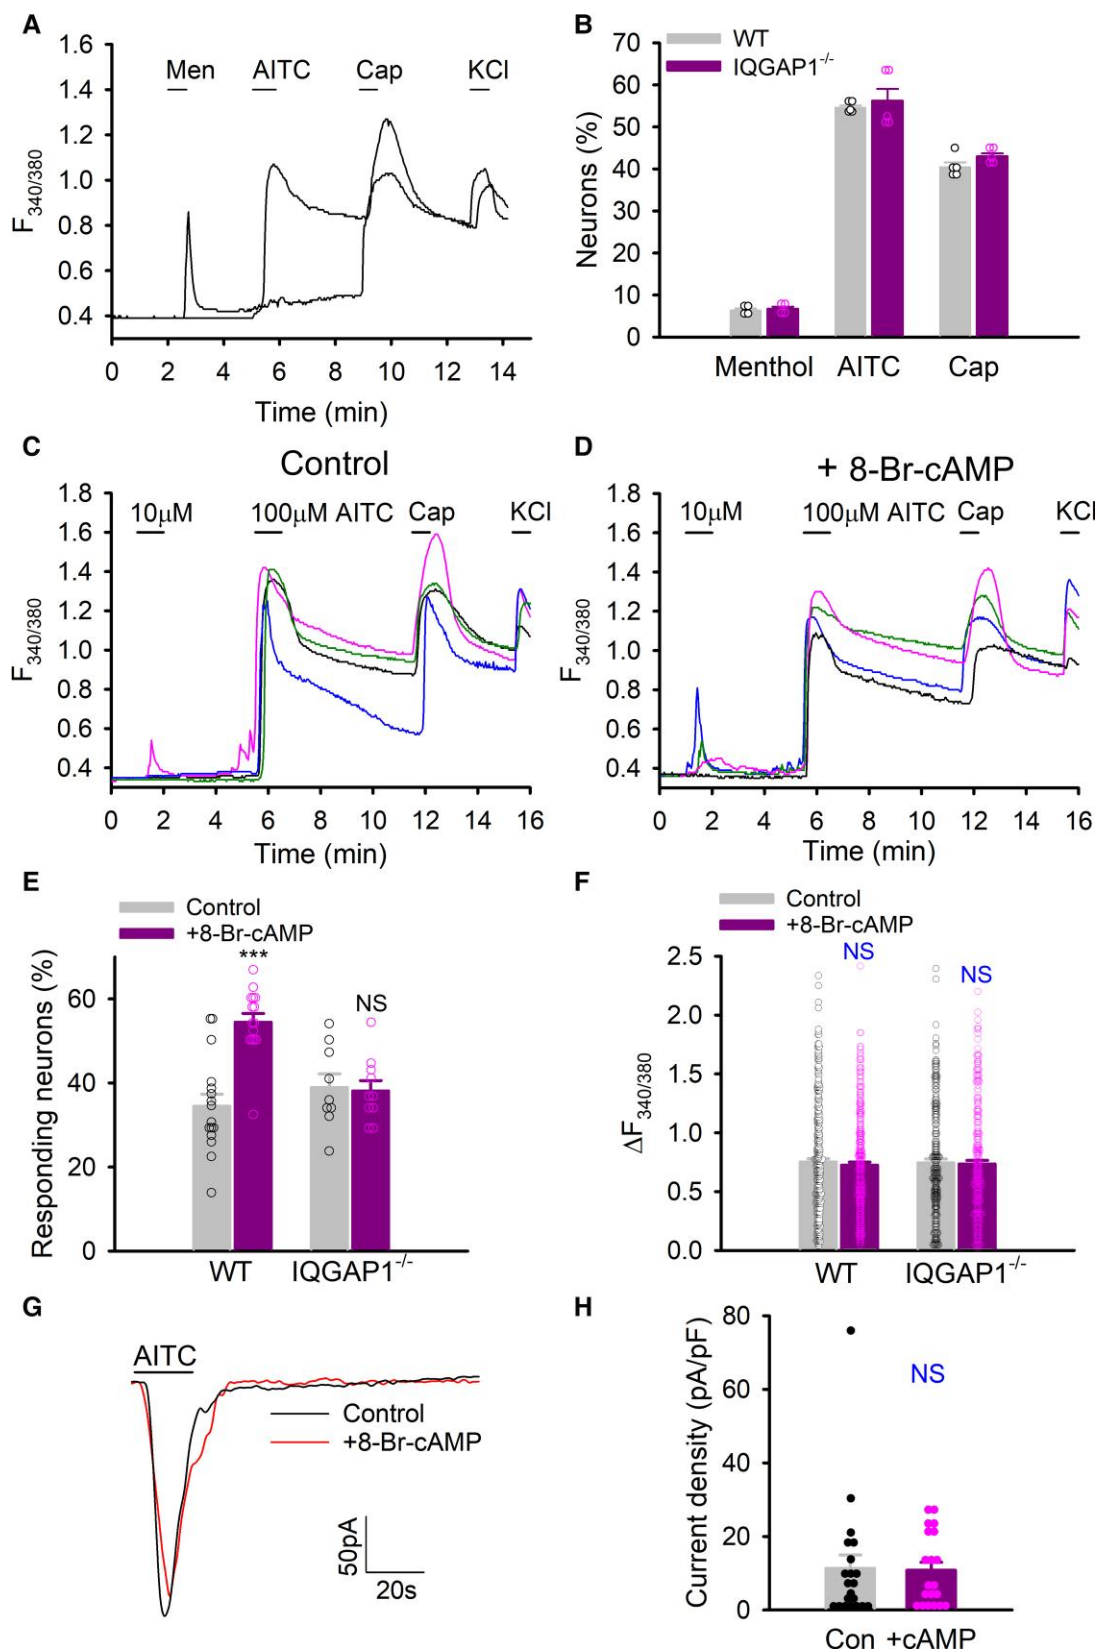 A
1.6
1.4
1.2
1.0
0.8
0.6
0.4
F340/380
Men AITC Cap KCl
0 2 4 6 8 10 12 14
Time (min)
B
WT
IQGAP1-/-
70
60
50
40
30
20
10
0
Neurons (%)
Menthol AITC Cap
C
Control
1.8
1.6
1.4
1.2
1.0
0.8
0.6
0.4
F340/380
10μM 100μM AITC Cap KCl
0 2 4 6 8 10 12 14 16
Time (min)
D
+ 8-Br-cAMP
1.8
1.6
1.4
1.2
1.0
0.8
0.6
0.4
F340/380
10μM 100μM AITC Cap KCl
0 2 4 6 8 10 12 14 16
Time (min)
E
Control
+8-Br-cAMP
60
40
20
0
Responding neurons (%)
***
NS
WT IQGAP1-/-
F
Control
+8-Br-cAMP
2.5
2.0
1.5
1.0
0.5
0.0
ΔF340/380
NS
NS
WT IQGAP1-/-
G
AITC
Control
+8-Br-cAMP
50pA
20s
H
80
60
40
20
0
Current density (pA/pF)
NS
Con +cAMP